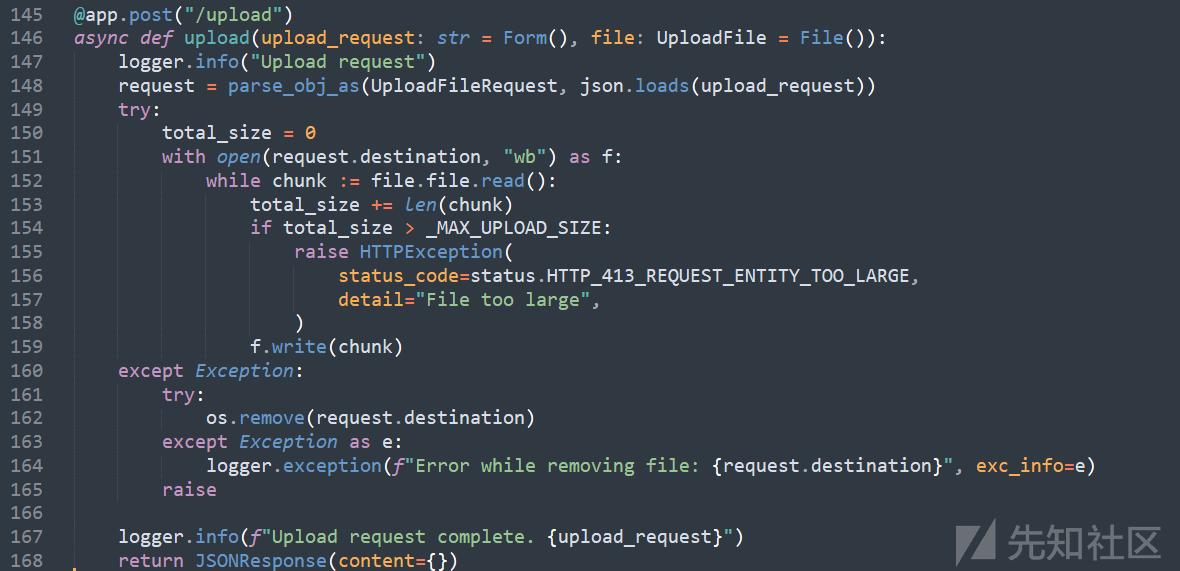 145 @app.post("/upload")
146 async def upload(upload_request: str = Form(), file: UploadFile = File()):
147     logger.info("Upload request")
148     request = parse_obj_as(UploadFileRequest, json.loads(upload_request))
149     try:
150         total_size = 0
151         with open(request.destination, "wb") as f:
152             while chunk := file.file.read():
153                 total_size += len(chunk)
154                 if total_size > _MAX_UPLOAD_SIZE:
155                     raise HTTPException(
156                         status_code=status.HTTP_413_REQUEST_ENTITY_TOO_LARGE,
157                         detail="File too large",
158                     )
159                 f.write(chunk)
160     except Exception:
161         try:
162             os.remove(request.destination)
163         except Exception as e:
164             logger.exception(f"Error while removing file: {request.destination}", exc_info=e)
165         raise
166
167     logger.info(f"Upload request complete. {upload_request}")
168     return JSONResponse(content={})
先知社区